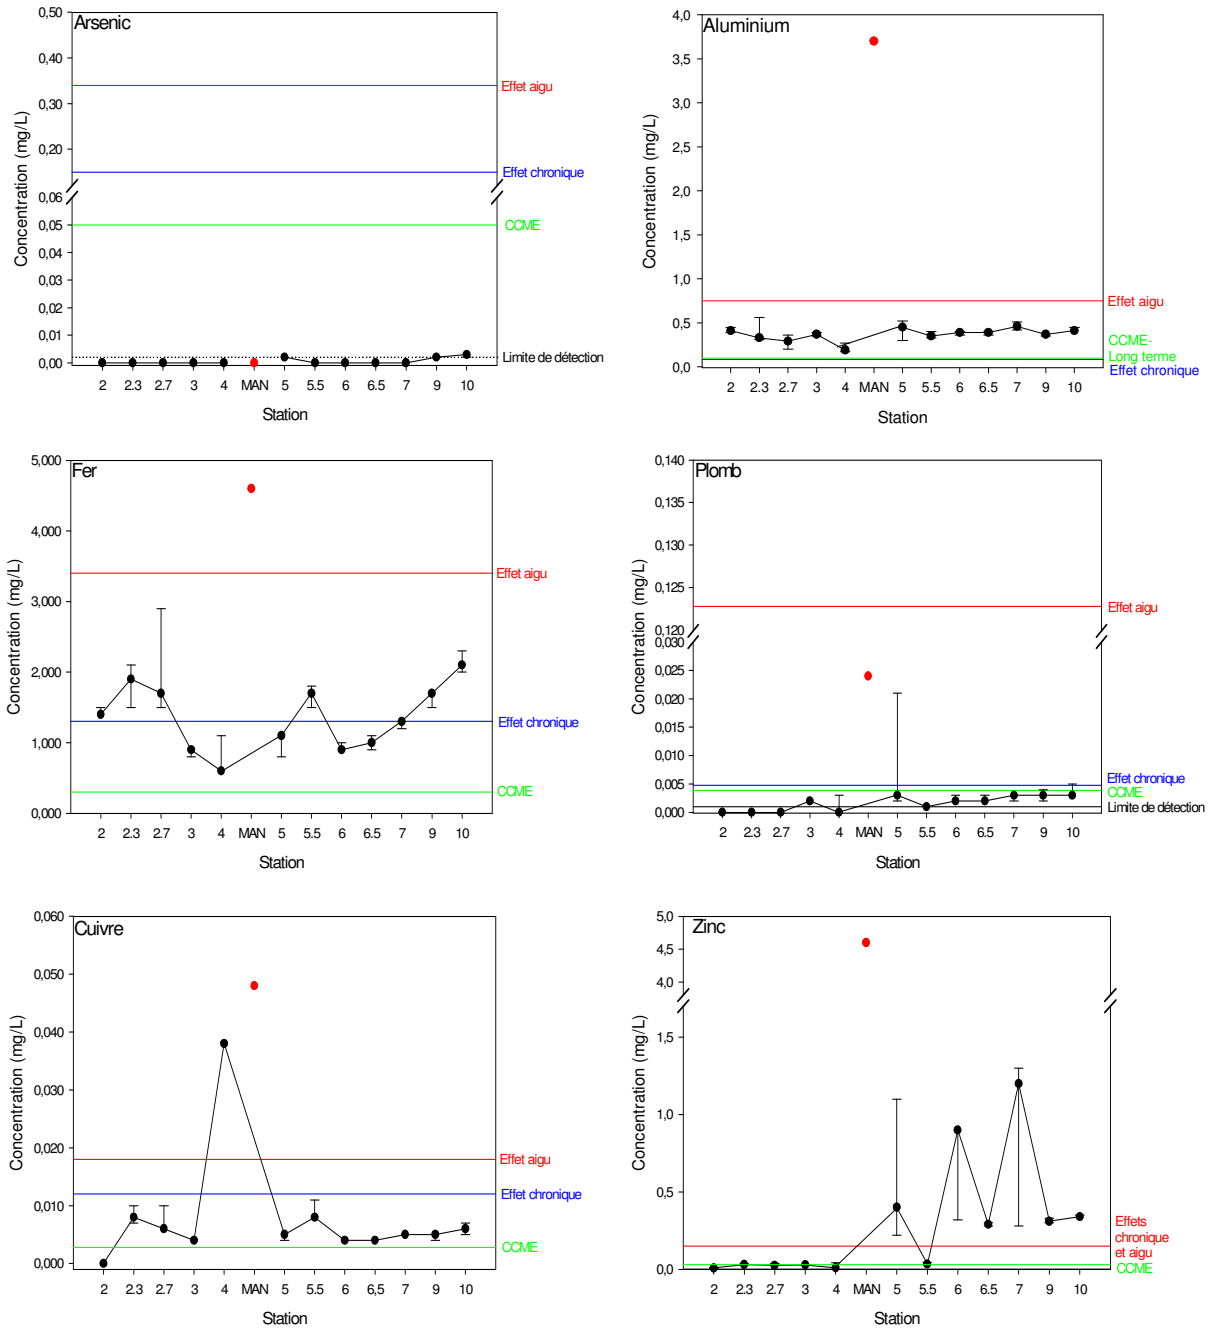 Arsenic
Concentration (mg/L)
0,50
0,40
0,30
0,20
0,06
0,05
0,04
0,03
0,02
0,01
0,00
Effet aigu
Effet chronique
CCME
Limite de détection
2 2.3 2.7 3 4 MAN 5 5.5 6 6.5 7 9 10
Station
Aluminium
Concentration (mg/L)
4,0
3,5
3,0
2,5
2,0
1,5
1,0
0,5
0,0
Effet aigu
CCME-
Long terme
Effet chronique
2 2.3 2.7 3 4 MAN 5 5.5 6 6.5 7 9 10
Station
Fer
Concentration (mg/L)
5,000
4,000
3,000
2,000
1,000
0,000
Effet aigu
Effet chronique
CCME
2 2.3 2.7 3 4 MAN 5 5.5 6 6.5 7 9 10
Station
Plomb
Concentration (mg/L)
0,140
0,135
0,130
0,125
0,120
0,030
0,025
0,020
0,015
0,010
0,005
0,000
Effet aigu
Effet chronique
CCME
Limite de détection
2 2.3 2.7 3 4 MAN 5 5.5 6 6.5 7 9 10
Station
Cuivre
Concentration (mg/L)
0,060
0,050
0,040
0,030
0,020
0,010
0,000
Effet aigu
Effet chronique
CCME
2 2.3 2.7 3 4 MAN 5 5.5 6 6.5 7 9 10
Station
Zinc
Concentration (mg/L)
5,0
4,5
4,0
1,5
1,0
0,5
0,0
Effets
chronique
et aigu
CCME
2 2.3 2.7 3 4 MAN 5 5.5 6 6.5 7 9 10
Station